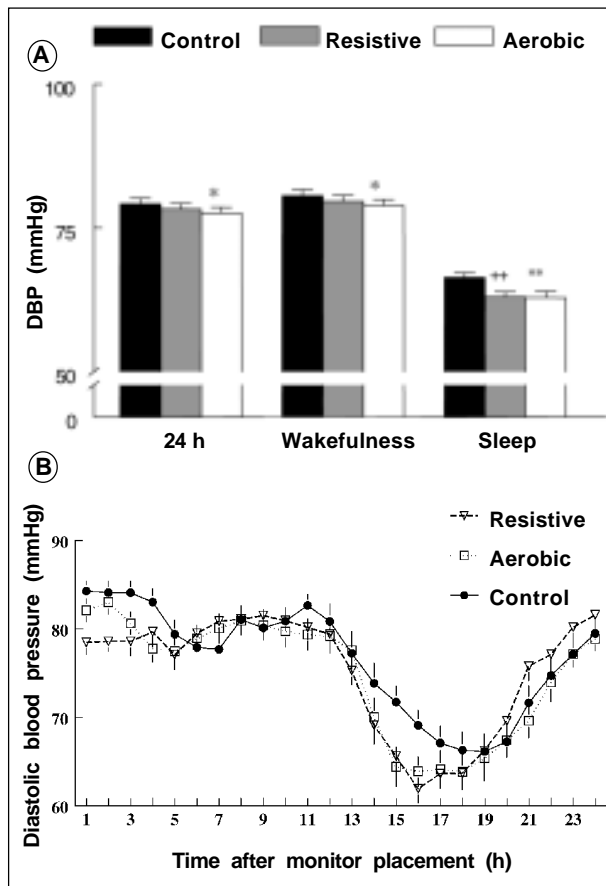 Control Resistive Aerobic
A
100
75
50
0
DBP (mmHg)
* * ++ **
24 h Wakefulness Sleep
B
Resistive
Aerobic
Control
90
80
70
60
Diastolic blood pressure (mmHg)
1 3 5 7 9 11 13 15 17 19 21 23
Time after monitor placement (h)